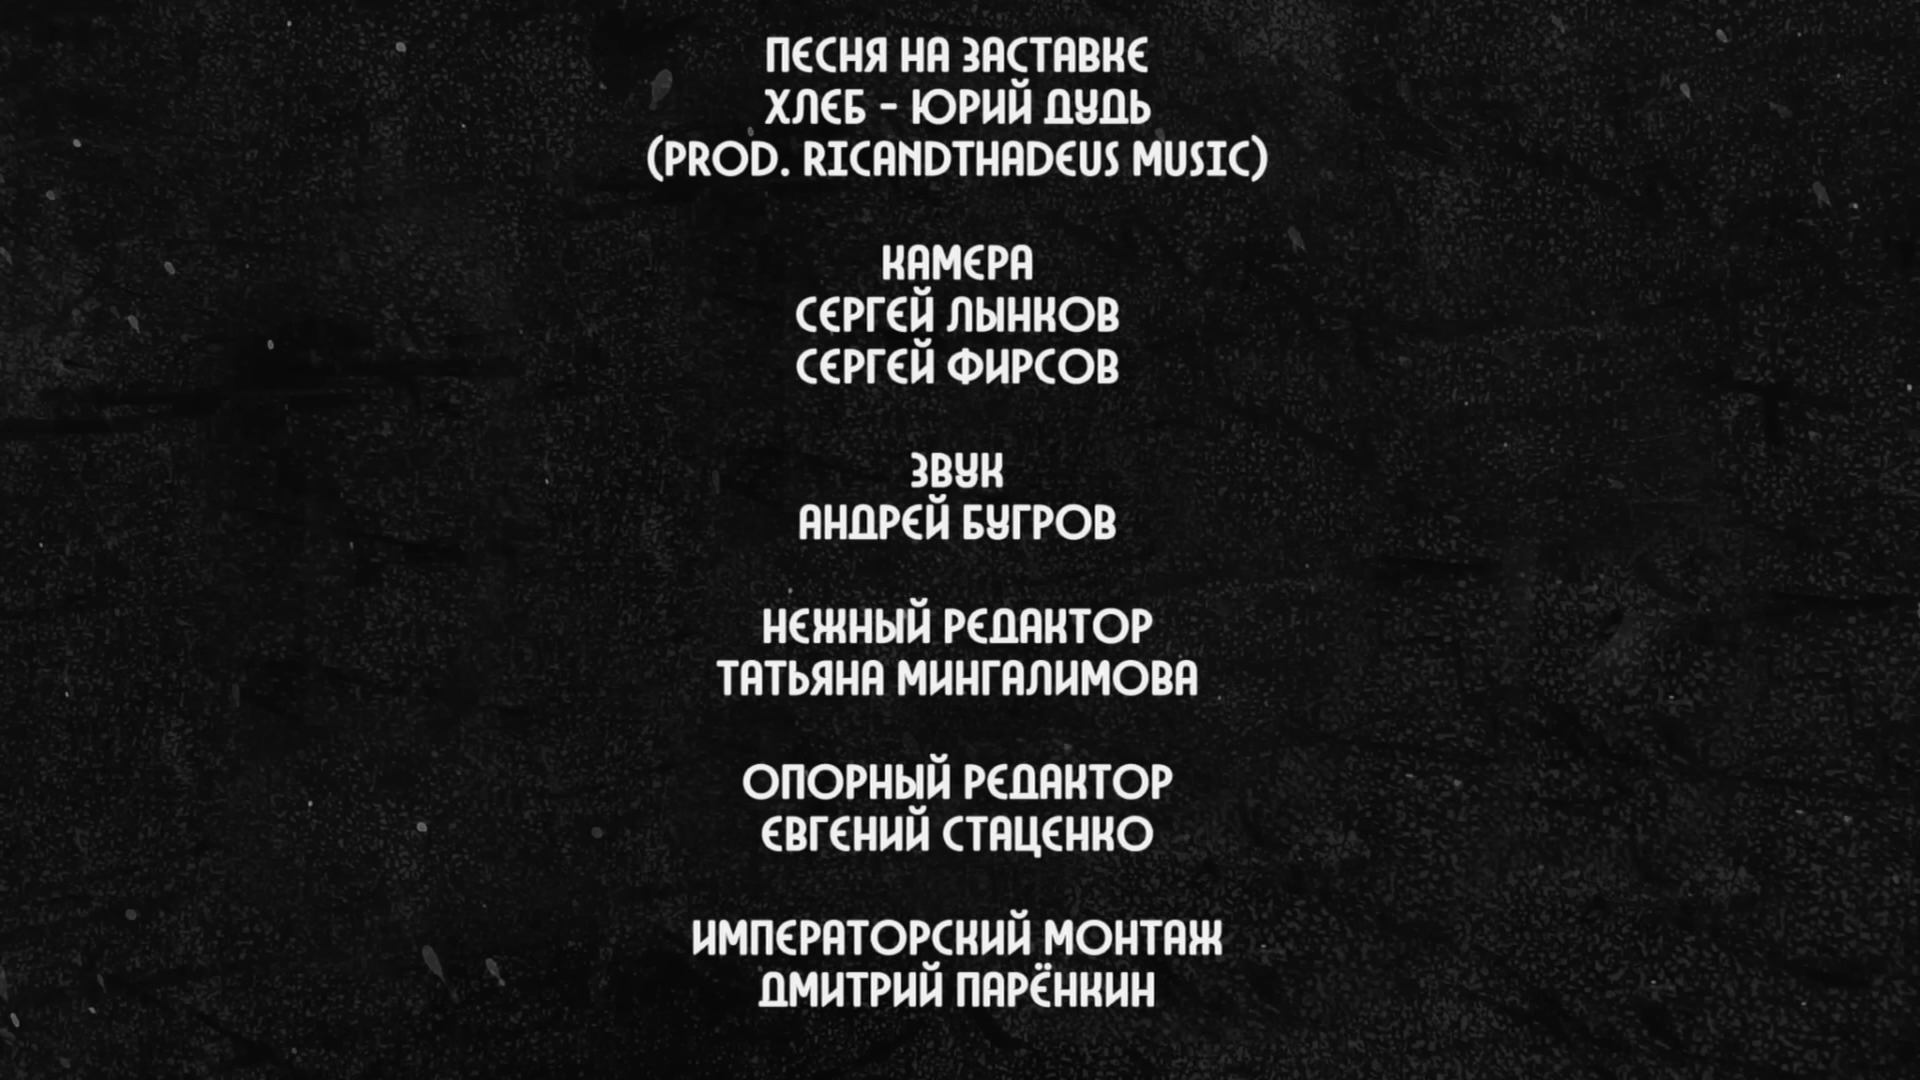 ПЕСНЯ НА ЗАСТАВКЕ
ХЛЕБ - ЮРИЙ ДУДЬ
(PROD. RICANDTHADEUS MUSIC)
КАМЕРА
СЕРГЕЙ ЛЫНКОВ
СЕРГЕЙ ФИРСОВ
ЗВУК
АНДРЕЙ БУГРОВ
НЕЖНЫЙ РЕДАКТОР
ТАТЬЯНА МИНГАЛИМОВА
ОПОРНЫЙ РЕДАКТОР
ЕВГЕНИЙ СТАЦЕНКО
ИМПЕРАТОРСКИЙ МОНТАЖ
ДМИТРИЙ ПАРЁНКИН